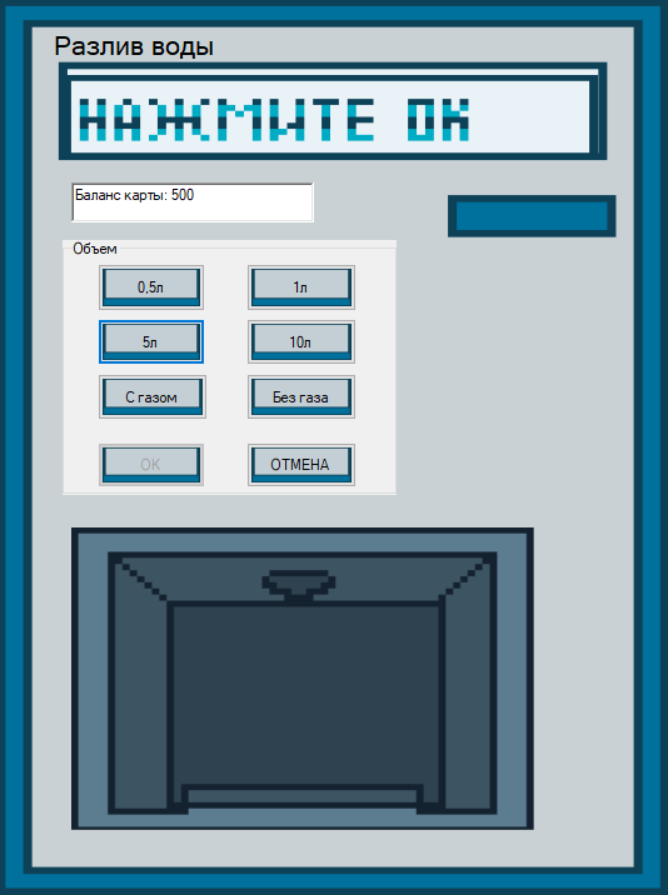 Разлив воды
НАЖМИТЕ ОК
Баланс карты: 500
Объем
0,5л 1л
5л 10л
С газом Без газа
ОК ОТМЕНА